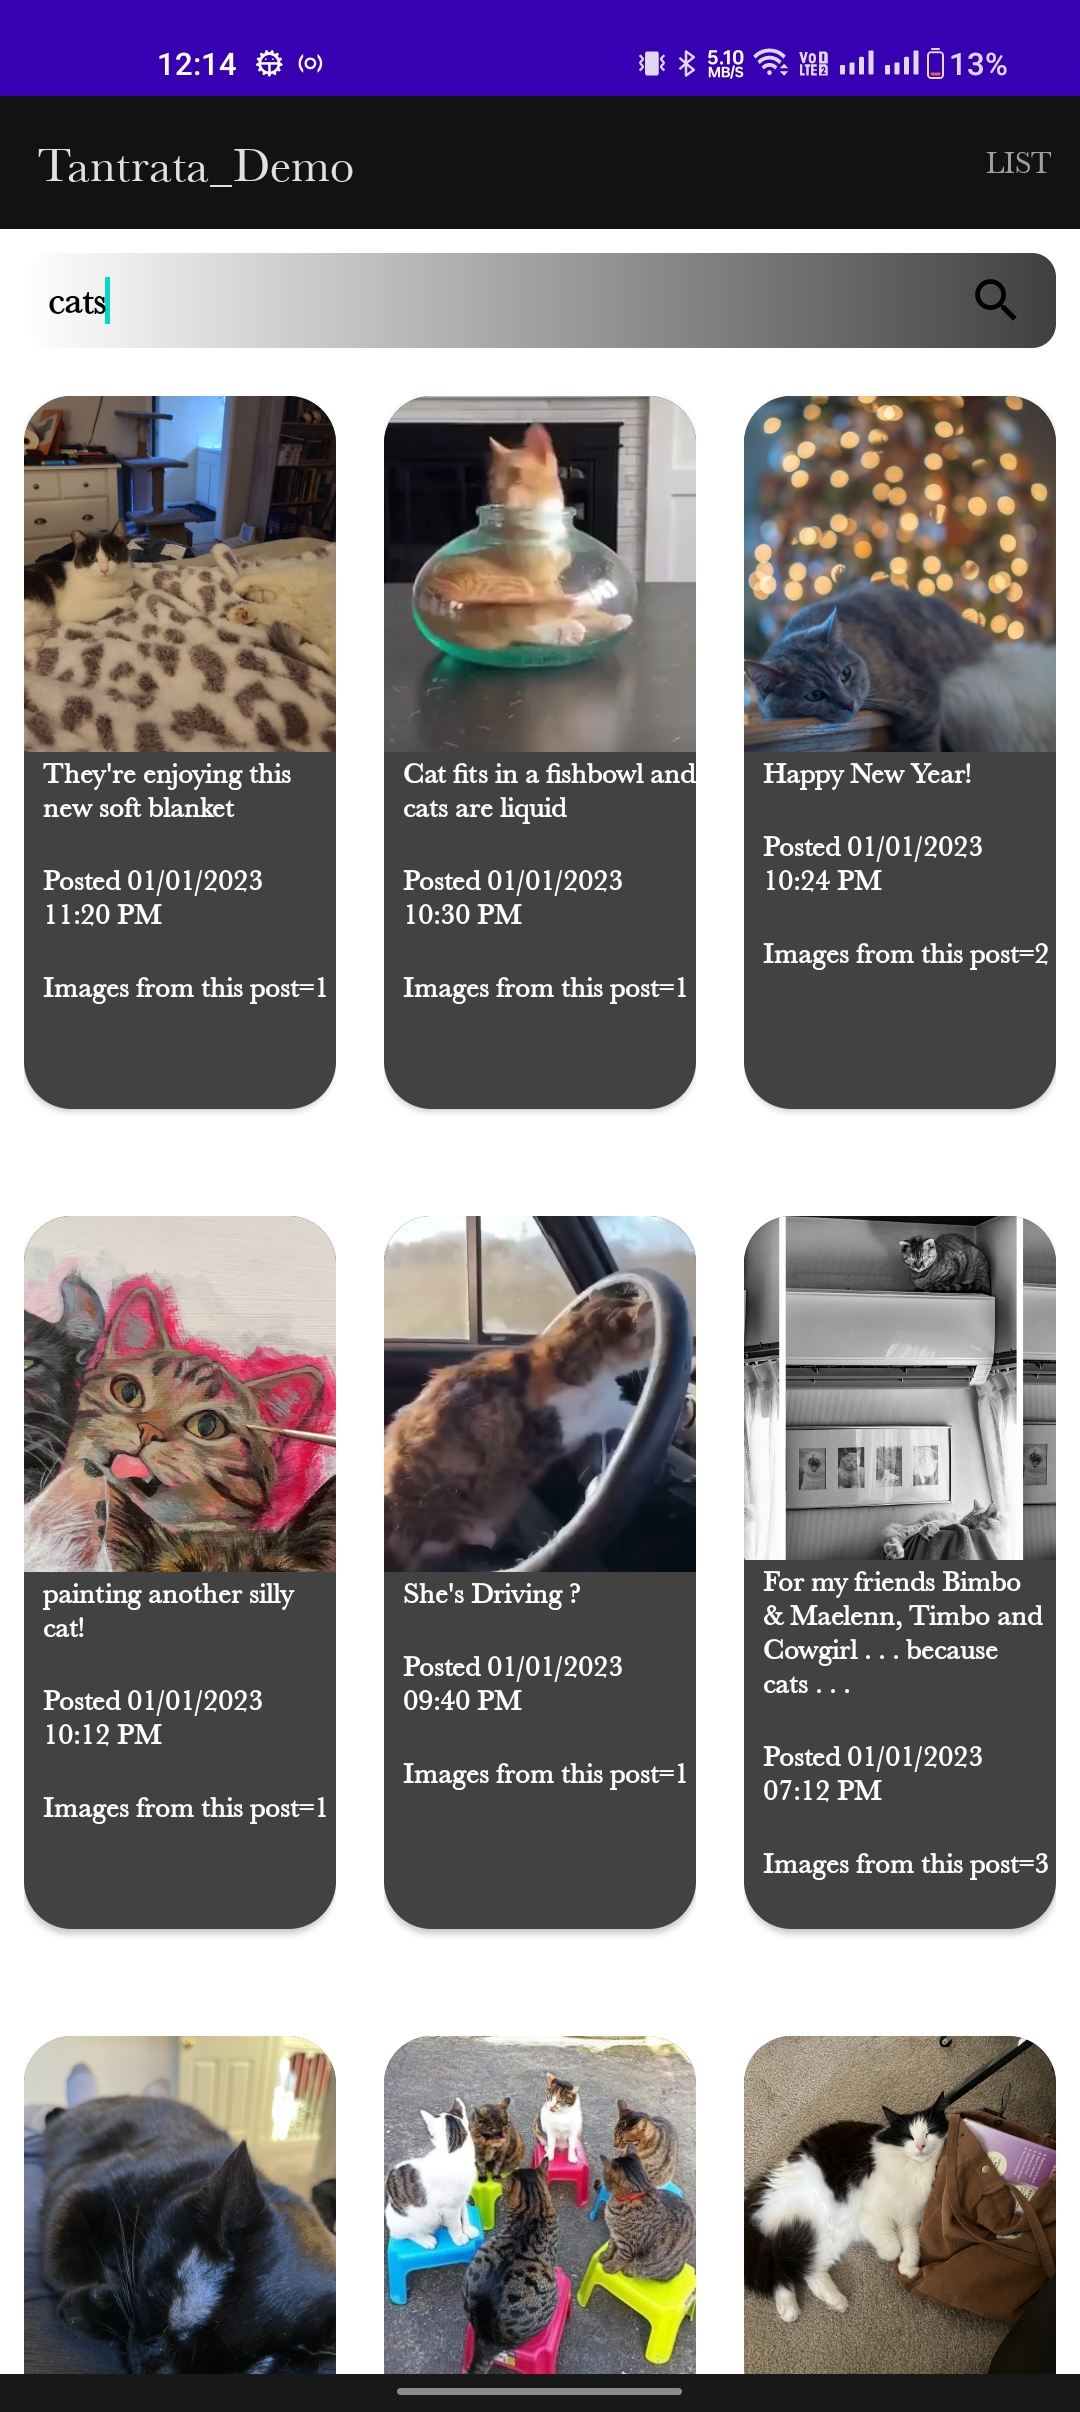 12:14 5.10 MB/S VoD LTE2 13%
Tantrata_Demo LIST
cats
They're enjoying this
new soft blanket
Posted 01/01/2023
11:20 PM
Images from this post=1
Cat fits in a fishbowl and
cats are liquid
Posted 01/01/2023
10:30 PM
Images from this post=1
Happy New Year!
Posted 01/01/2023
10:24 PM
Images from this post=2
painting another silly
cat!
Posted 01/01/2023
10:12 PM
Images from this post=1
She's Driving ?
Posted 01/01/2023
09:40 PM
Images from this post=1
For my friends Bimbo
& Maelenn, Timbo and
Cowgirl . . . because
cats . . .
Posted 01/01/2023
07:12 PM
Images from this post=3